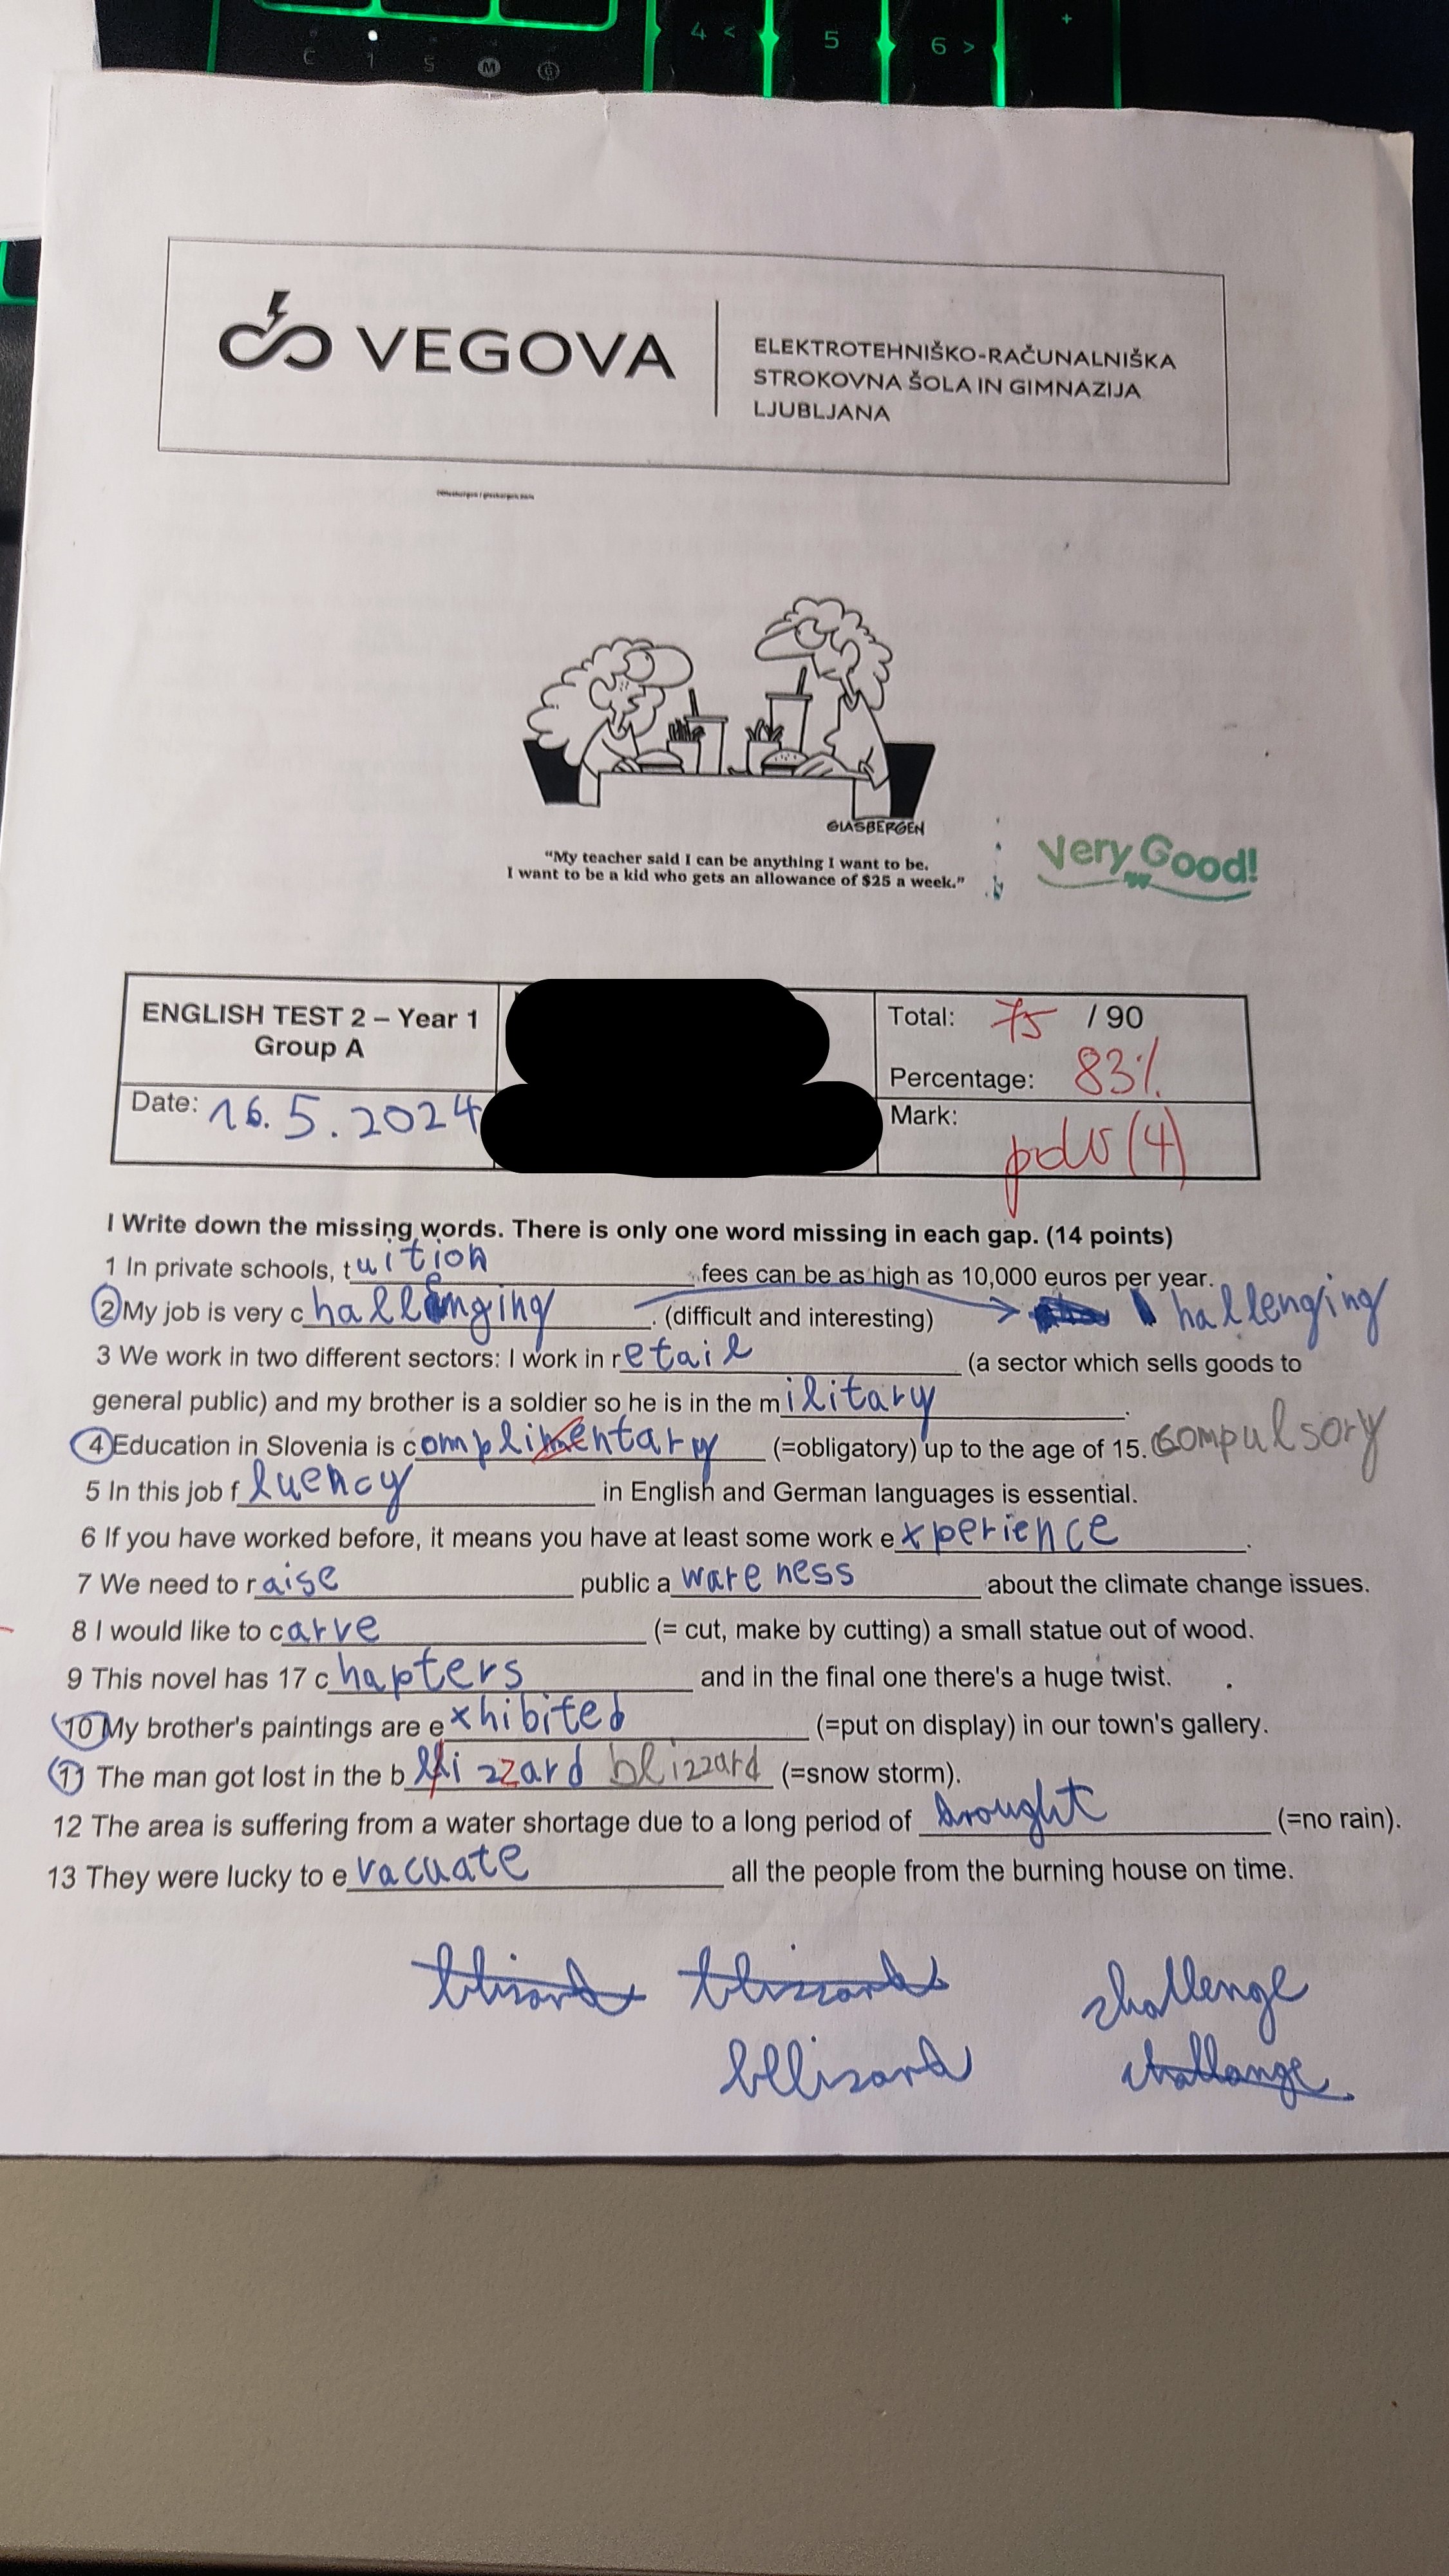 4 < 5 6 > +
C 1 S M G
VEGOVA
ELEKTROTEHNIŠKO-RAČUNALNIŠKA
STROKOVNA ŠOLA IN GIMNAZIJA
LJUBLJANA
GLASBERGEN
"My teacher said I can be anything I want to be.
I want to be a kid who gets an allowance of $25 a week."
Very Good!
ENGLISH TEST 2 – Year 1
Group A
Date: 16.5.2024
Total: 75 / 90
Percentage: 83%
Mark: pdb (4)
I Write down the missing words. There is only one word missing in each gap. (14 points)
1 In private schools, tuition fees can be as high as 10,000 euros per year.
2 My job is very challenging. (difficult and interesting) hallenging
3 We work in two different sectors: I work in retail (a sector which sells goods to
general public) and my brother is a soldier so he is in the military.
4 Education in Slovenia is complimentary (=obligatory) up to the age of 15. compulsory
5 In this job fluency in English and German languages is essential.
6 If you have worked before, it means you have at least some work experience.
7 We need to raise public awareness about the climate change issues.
8 I would like to carve (= cut, make by cutting) a small statue out of wood.
9 This novel has 17 chapters and in the final one there's a huge twist.
10 My brother's paintings are exhibited (=put on display) in our town's gallery.
11 The man got lost in the bllizzard blizzard (=snow storm).
12 The area is suffering from a water shortage due to a long period of drought (=no rain).
13 They were lucky to evacuate all the people from the burning house on time.
blizard blizzard challenge
bllizard challange